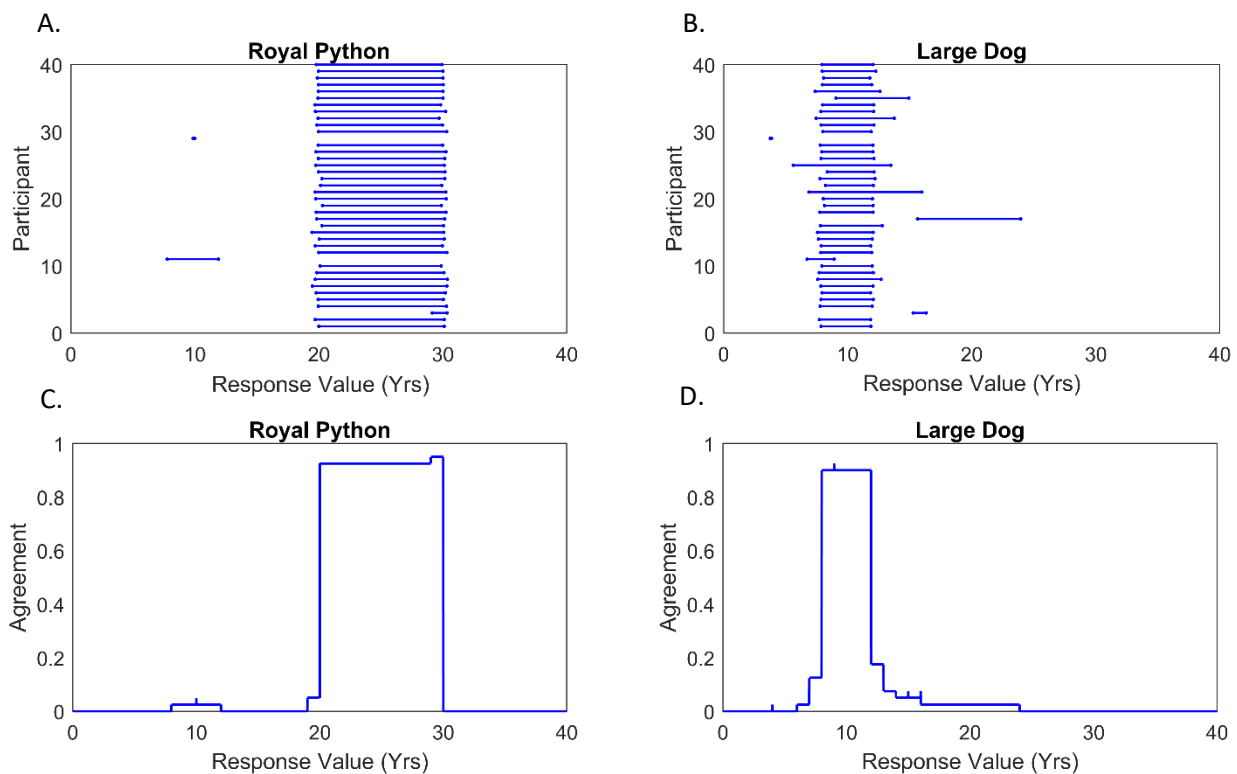 A.
Royal Python
40
30
20
10
0
Participant
0 10 20 30 40
Response Value (Yrs)
B.
Large Dog
40
30
20
10
0
Participant
0 10 20 30 40
Response Value (Yrs)
C.
Royal Python
1
0.8
0.6
0.4
0.2
0
Agreement
0 10 20 30 40
Response Value (Yrs)
D.
Large Dog
1
0.8
0.6
0.4
0.2
0
Agreement
0 10 20 30 40
Response Value (Yrs)